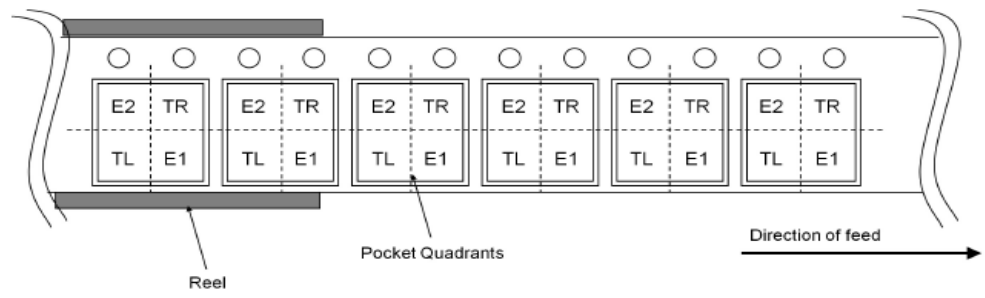 E2 TR E2 TR E2 TR E2 TR E2 TR E2 TR
TL E1 TL E1 TL E1 TL E1 TL E1 TL E1
Direction of feed
Pocket Quadrants
Reel